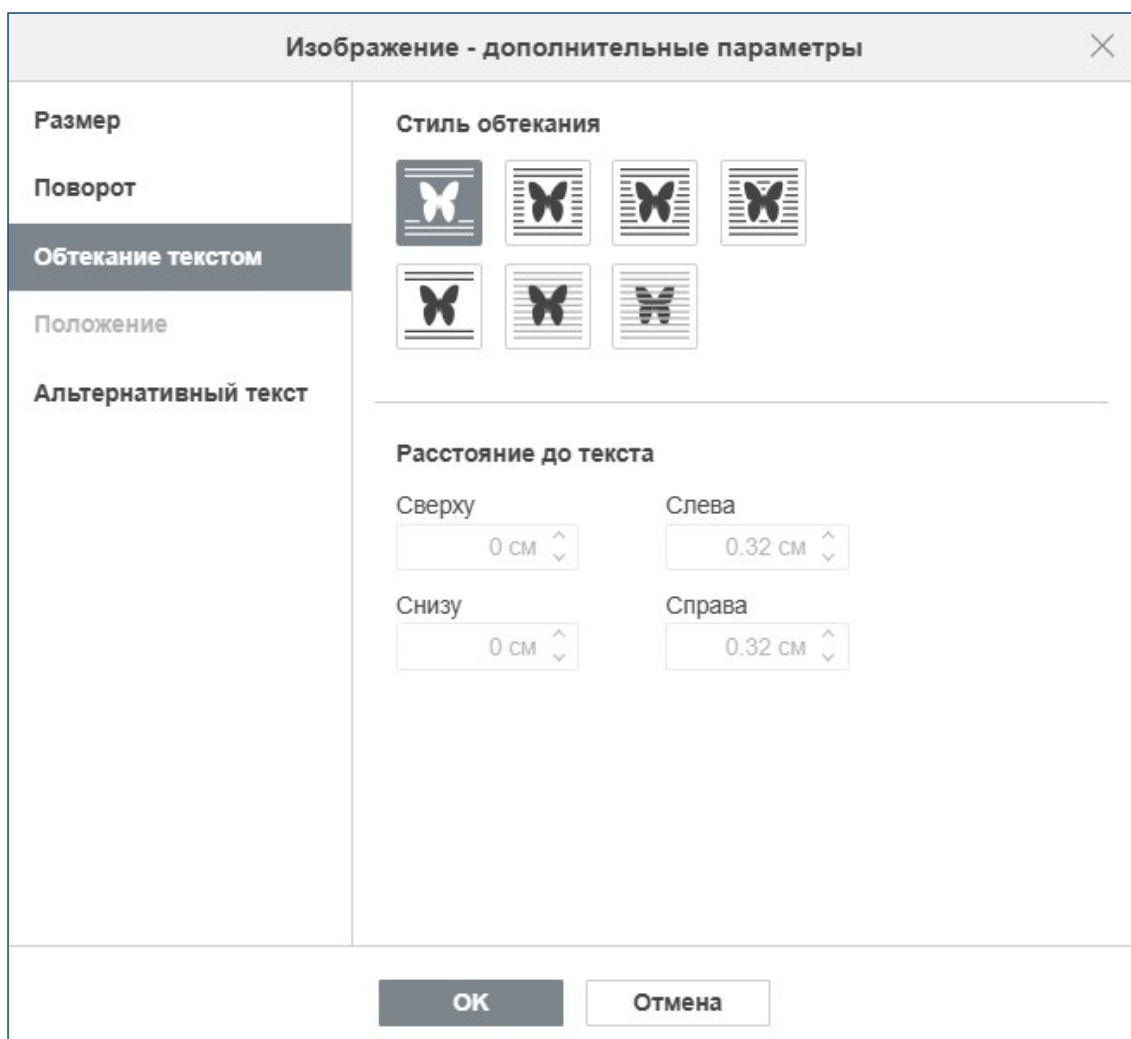 Изображение - дополнительные параметры
Размер
Поворот
Обтекание текстом
Положение
Альтернативный текст
Стиль обтекания
Расстояние до текста
Сверху Слева
0 см 0.32 см
Снизу Справа
0 см 0.32 см
OK Отмена